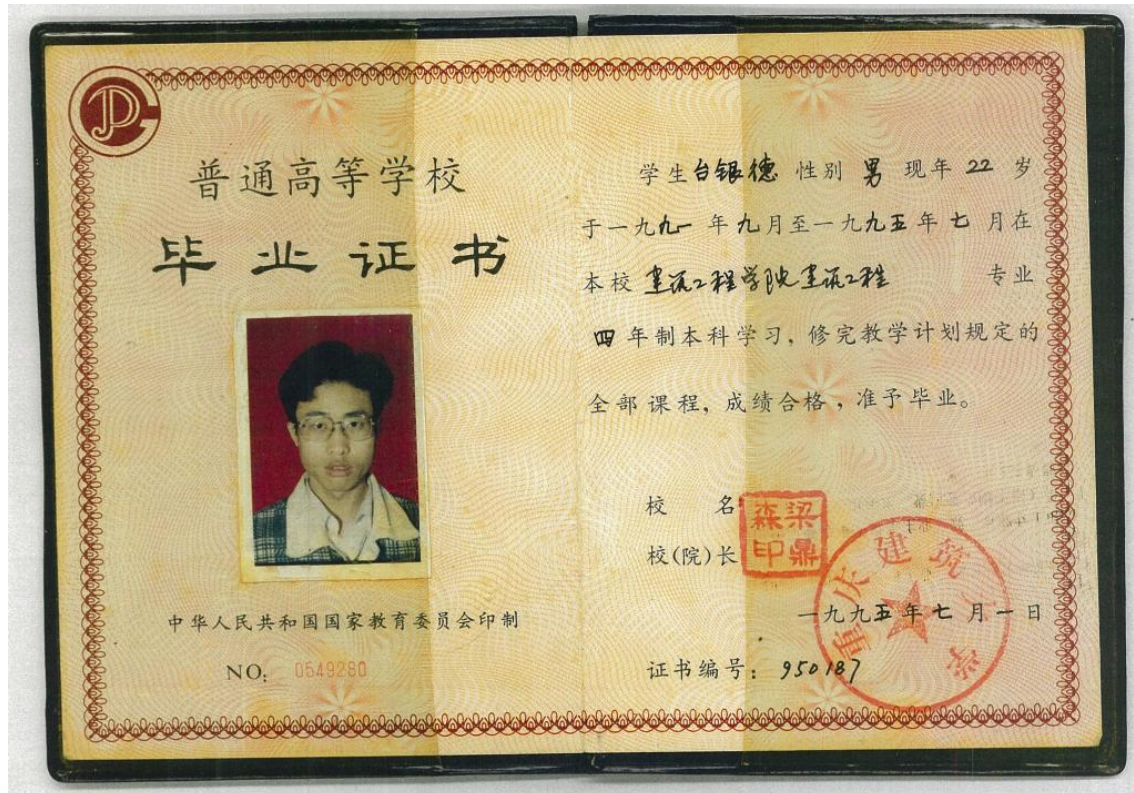 普通高等学校
毕业证书
中华人民共和国国家教育委员会印制
NO: 0549280
学生台银德 性别 男 现年 22 岁
于一九九一年九月至一九九五年七月在
本校 建筑工程学院建筑工程 专业
四年制本科学习,修完教学计划规定的
全部课程,成绩合格,准予毕业。
校 名
校(院)长
梁鼎森印
重庆建筑大学
一九九五年七月一日
证书编号:950187